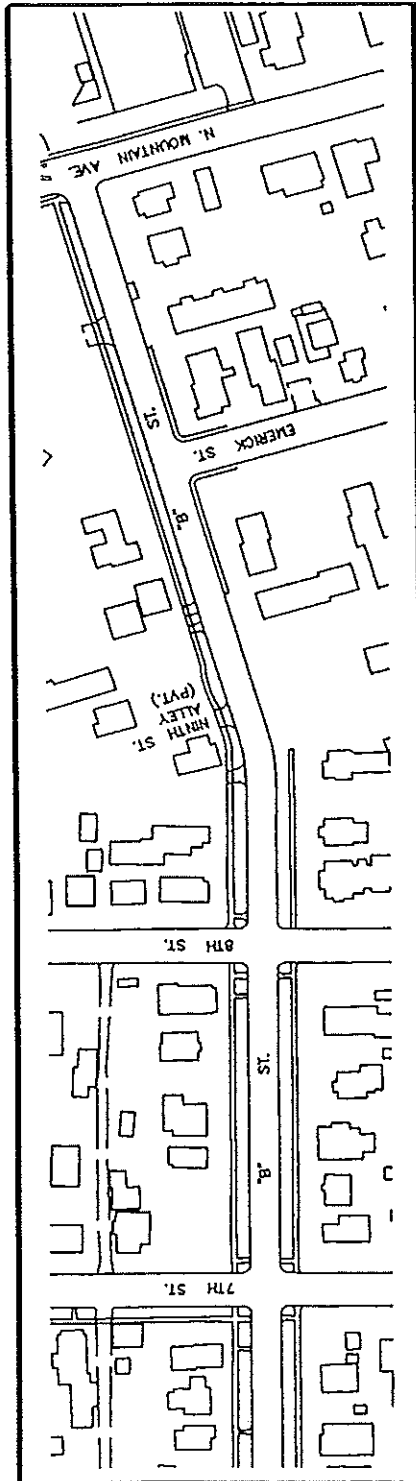 N. MOUNTAIN AVE.
EMERICK ST.
"B" ST.
NINTH ST.
ALLEY
(PVT.)
8TH ST.
"B" ST.
7TH ST.